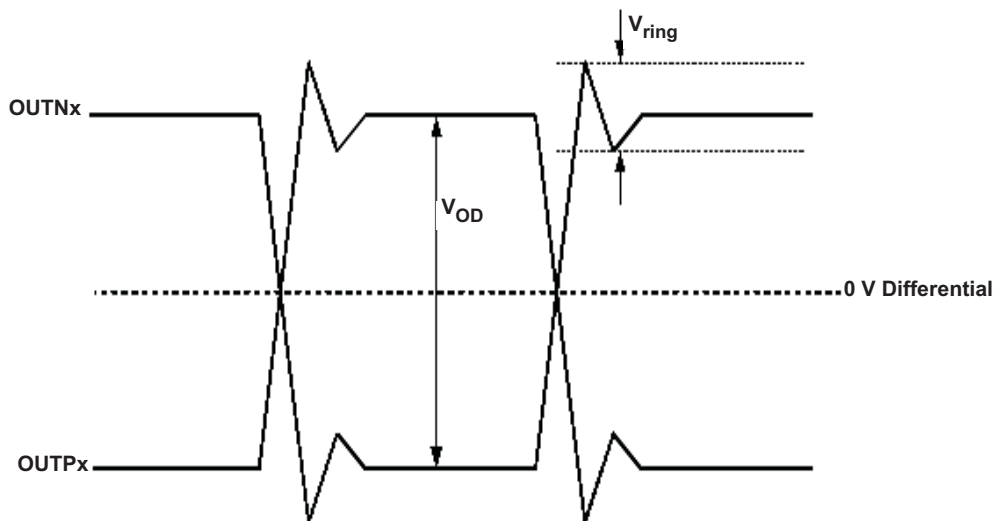 Vring
OUTNx
VOD
0 V Differential
OUTPx